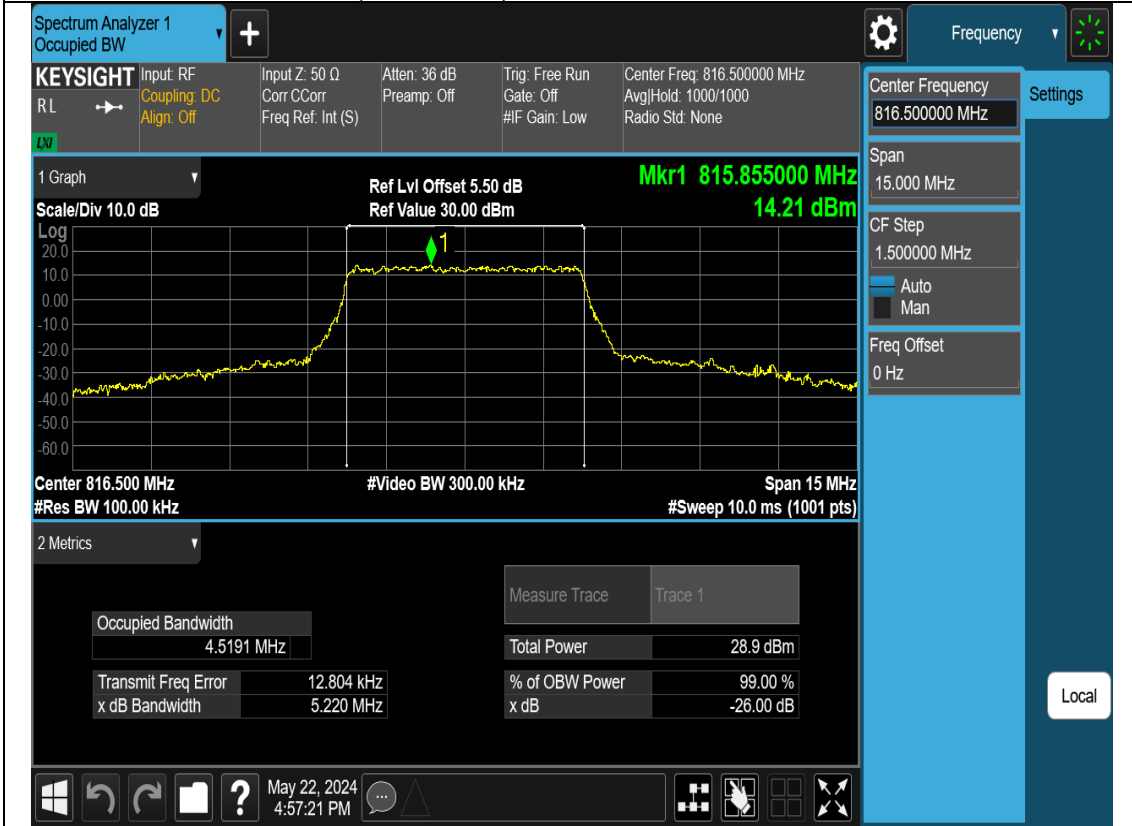 Spectrum Analyzer 1
Occupied BW
+
Frequency
KEYSIGHT
R L
LXI
Input: RF
Coupling: DC
Align: Off
Input Z: 50 Ω
Corr CCorr
Freq Ref: Int (S)
Atten: 36 dB
Preamp: Off
Trig: Free Run
Gate: Off
#IF Gain: Low
Center Freq: 816.500000 MHz
Avg|Hold: 1000/1000
Radio Std: None
Center Frequency
816.500000 MHz
Settings
Span
15.000 MHz
CF Step
1.500000 MHz
Auto
Man
Freq Offset
0 Hz
Local
1 Graph
Scale/Div 10.0 dB
Ref Lvl Offset 5.50 dB
Ref Value 30.00 dBm
Mkr1 815.855000 MHz
14.21 dBm
Log
1
20.0
10.0
0.00
-10.0
-20.0
-30.0
-40.0
-50.0
-60.0
Center 816.500 MHz
#Video BW 300.00 kHz
Span 15 MHz
#Res BW 100.00 kHz
#Sweep 10.0 ms (1001 pts)
2 Metrics
Measure Trace
Trace 1
Occupied Bandwidth
4.5191 MHz
Total Power
28.9 dBm
Transmit Freq Error
12.804 kHz
% of OBW Power
99.00 %
x dB Bandwidth
5.220 MHz
x dB
-26.00 dB
?
May 22, 2024
4:57:21 PM